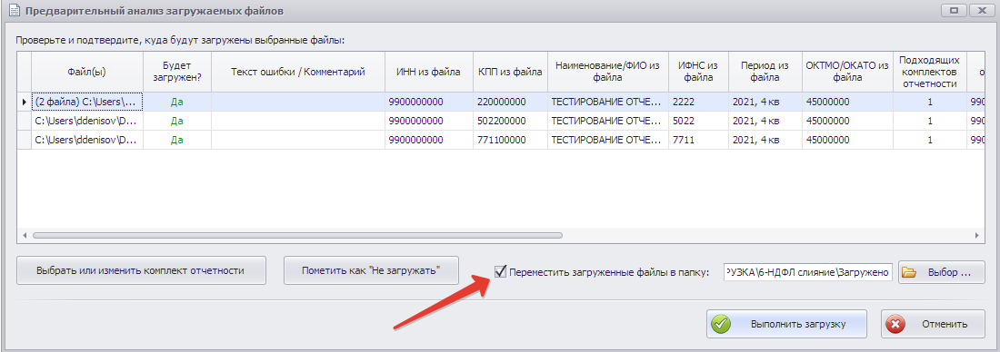 Предварительный анализ загружаемых файлов
Проверьте и подтвердите, куда будут загружены выбранные файлы:
Файл(ы) Будет загружен? Текст ошибки / Комментарий ИНН из файла КПП из файла Наименование/ФИО из файла ИФНС из файла Период из файла ОКТМО/ОКАТО из файла Подходящих комплектов отчетности о
(2 файла) C:\Users\... Да 9900000000 220000000 ТЕСТИРОВАНИЕ ОТЧЕ... 2222 2021, 4 кв 45000000 1 990
C:\Users\ddenisov\D... Да 9900000000 502200000 ТЕСТИРОВАНИЕ ОТЧЕ... 5022 2021, 4 кв 45000000 1 990
C:\Users\ddenisov\D... Да 9900000000 771100000 ТЕСТИРОВАНИЕ ОТЧЕ... 7711 2021, 4 кв 45000000 1 990
Выбрать или изменить комплект отчетности Пометить как "Не загружать" Переместить загруженные файлы в папку: РУЗКА\6-НДФЛ слияние\Загружено Выбор ...
Выполнить загрузку Отменить